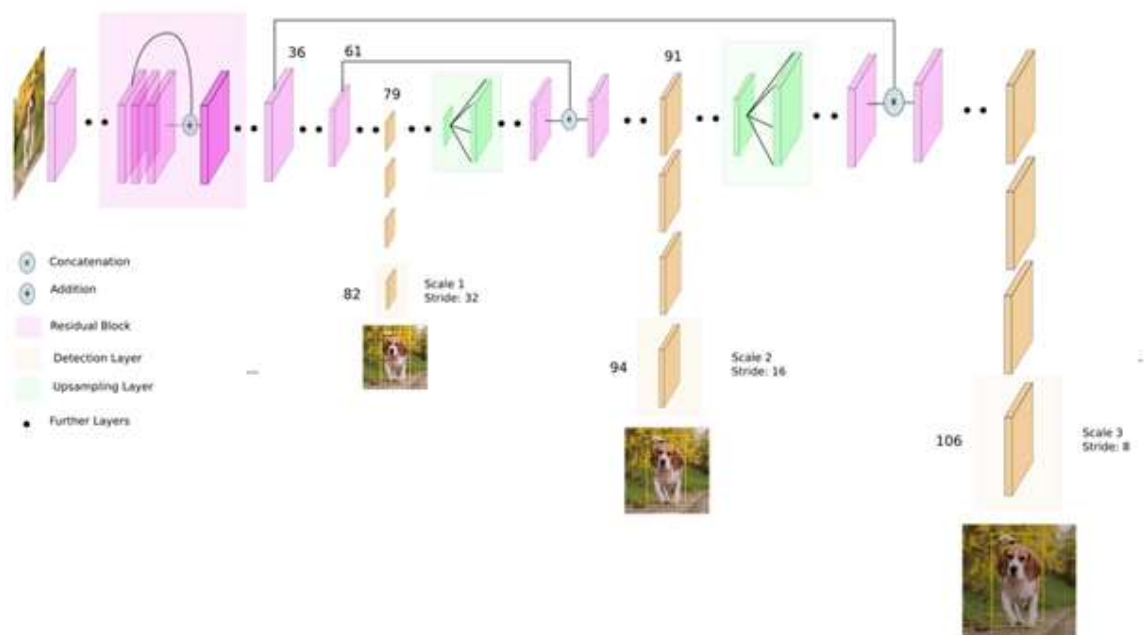 36
61
91
79
Concatenation
Addition
Residual Block
Detection Layer
Upsampling Layer
Further Layers
82
Scale 1
Stride: 32
94
Scale 2
Stride: 16
106
Scale 3
Stride: 8